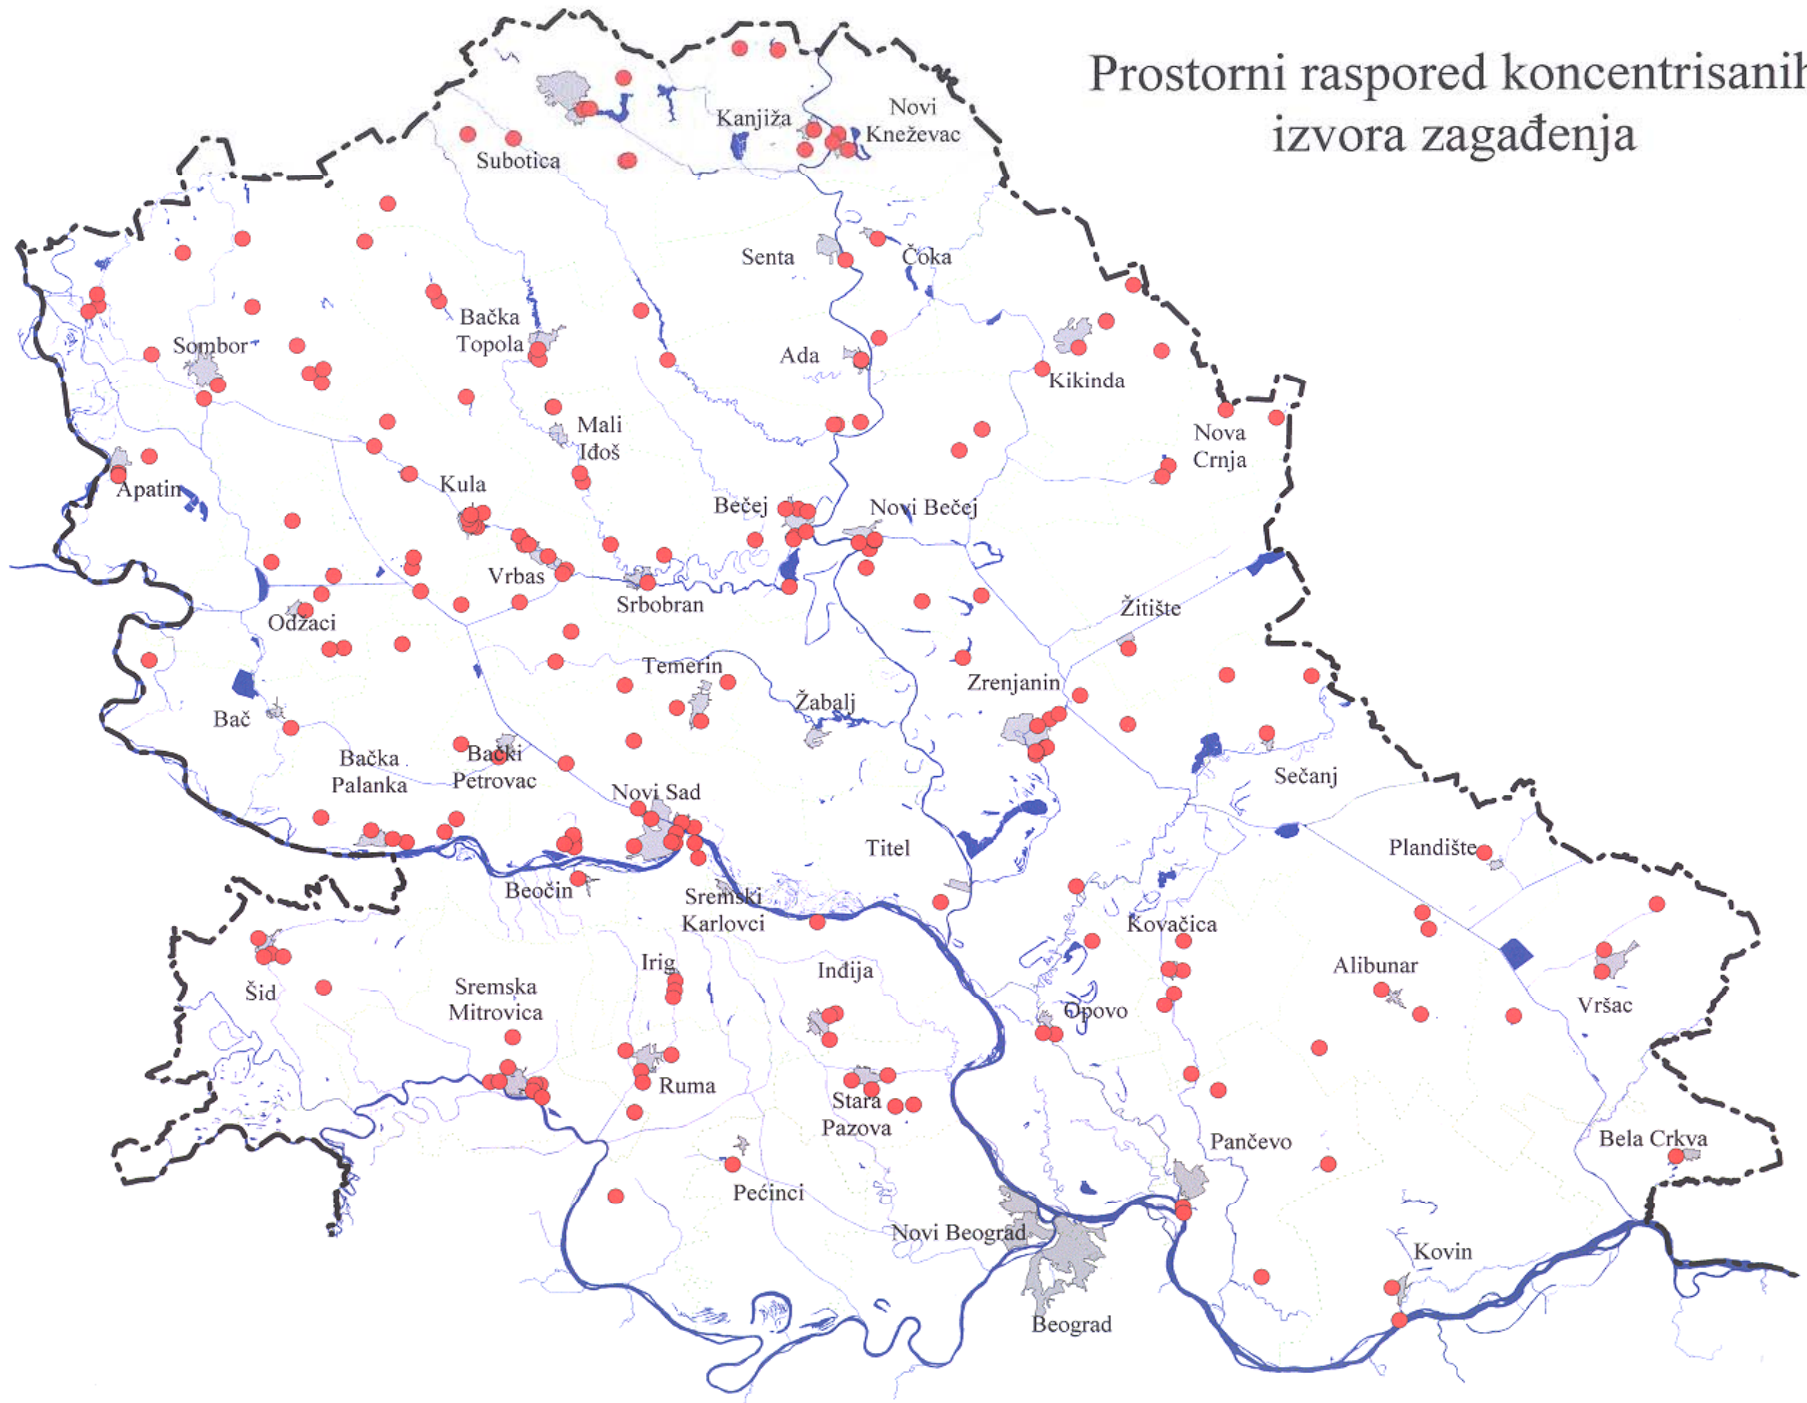 Prostorni raspored koncentrisanih
izvora zagađenja
Kanjiža
Novi
Kneževac
Subotica
Senta
Čoka
Bačka
Topola
Sombor
Ada
Kikinda
Mali
Iđoš
Nova
Crnja
Apatin
Kula
Bečej
Novi Bečej
Vrbas
Srbobran
Žitište
Odžaci
Temerin
Zrenjanin
Žabalj
Bač
Bačka
Palanka
Bački
Petrovac
Sečanj
Novi Sad
Titel
Plandište
Beočin
Sremski
Karlovci
Kovačica
Irig
Inđija
Alibunar
Šid
Sremska
Mitrovica
Opovo
Vršac
Ruma
Stara
Pazova
Pančevo
Bela Crkva
Pećinci
Novi Beograd
Kovin
Beograd